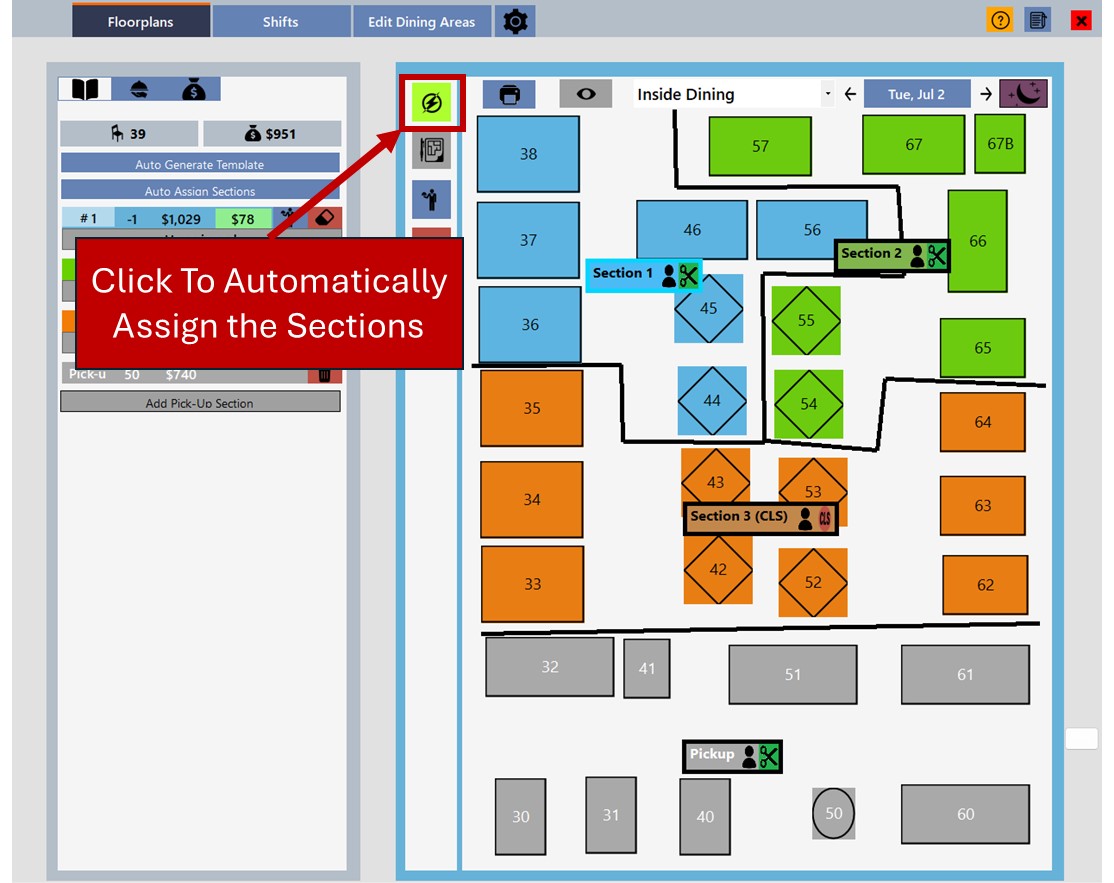 Floorplans
Shifts
Edit Dining Areas
?
Inside Dining
Tue, Jul 2
39
$951
Auto Generate Template
Auto Assign Sections
#1 -1 $1,029 $78
Click To Automatically
Assign the Sections
Pick-u 50 $740
Add Pick-Up Section
38
57
67
67B
37
46
56
66
Section 1
Section 2
36
45
55
65
35
44
54
64
34
43
53
63
Section 3 (CLS)
CLS
33
42
52
62
32
41
51
61
Pickup
30
31
40
50
60